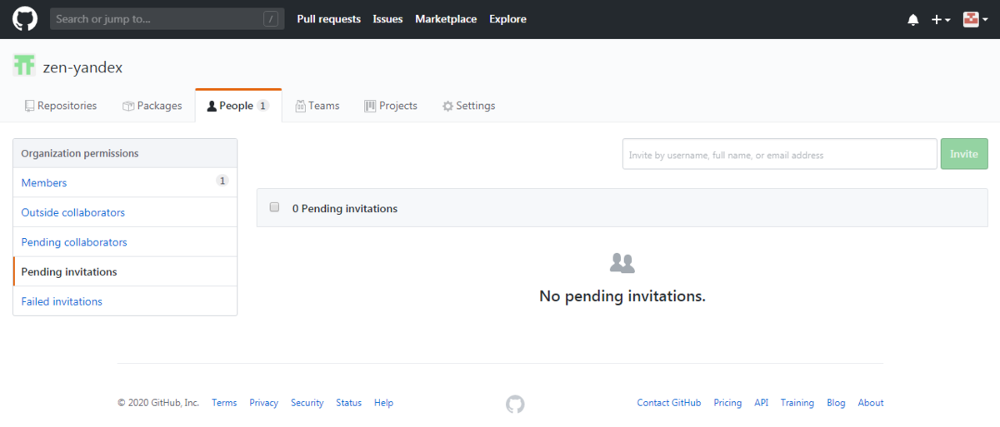 Search or jump to... / Pull requests Issues Marketplace Explore
zen-yandex
Repositories Packages People 1 Teams Projects Settings
Organization permissions
Members 1
Outside collaborators
Pending collaborators
Pending invitations
Failed invitations
Invite by username, full name, or email address Invite
0 Pending invitations
No pending invitations.
© 2020 GitHub, Inc. Terms Privacy Security Status Help Contact GitHub Pricing API Training Blog About